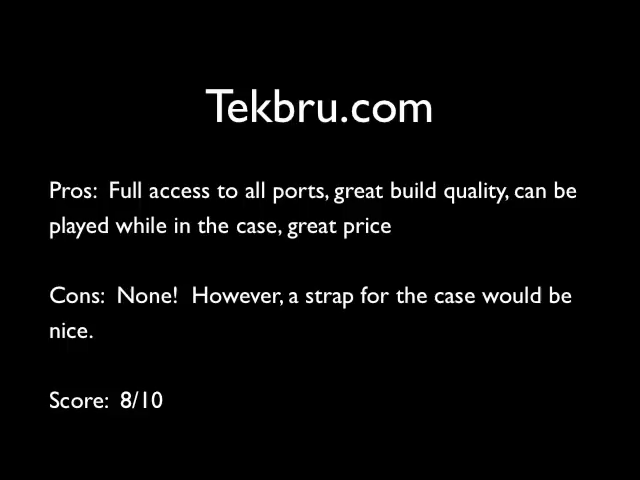 Tekbru.com
Pros:  Full access to all ports, great build quality, can be
played while in the case, great price
Cons:  None!  However, a strap for the case would be
nice.
Score:  8/10